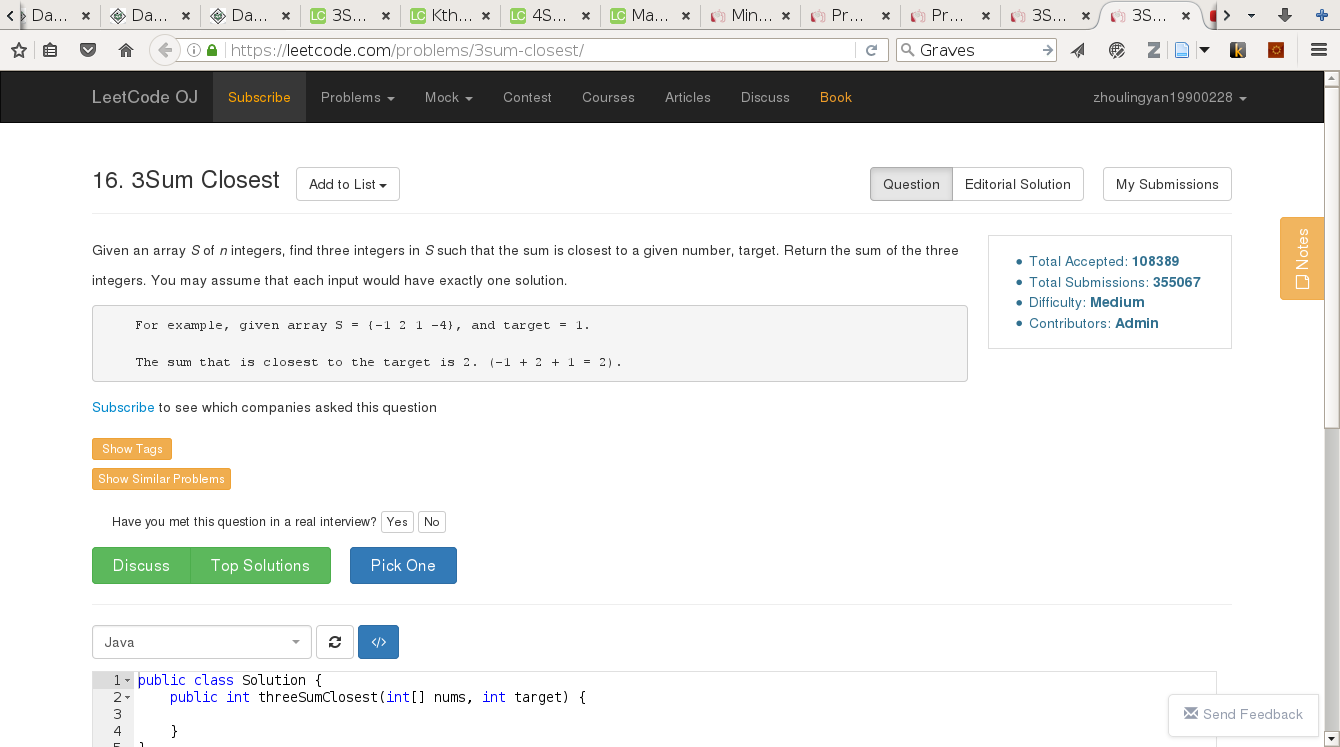 Da... Da... Da... 3S... Kth... 4S... Ma... Min... Pr... Pr... 3S... 3S...
https://leetcode.com/problems/3sum-closest/ Graves
LeetCode OJ Subscribe Problems Mock Contest Courses Articles Discuss Book zhoulingyan19900228
16. 3Sum Closest Add to List Question Editorial Solution My Submissions
Notes
Given an array S of n integers, find three integers in S such that the sum is closest to a given number, target. Return the sum of the three
integers. You may assume that each input would have exactly one solution.
Total Accepted: 108389
Total Submissions: 355067
Difficulty: Medium
Contributors: Admin
For example, given array S = {-1 2 1 -4}, and target = 1.
The sum that is closest to the target is 2. (-1 + 2 + 1 = 2).
Subscribe to see which companies asked this question
Show Tags
Show Similar Problems
Have you met this question in a real interview? Yes No
Discuss Top Solutions Pick One
Java </>
1 public class Solution {
2 public int threeSumClosest(int[] nums, int target) {
3
4 }
5 }
Send Feedback